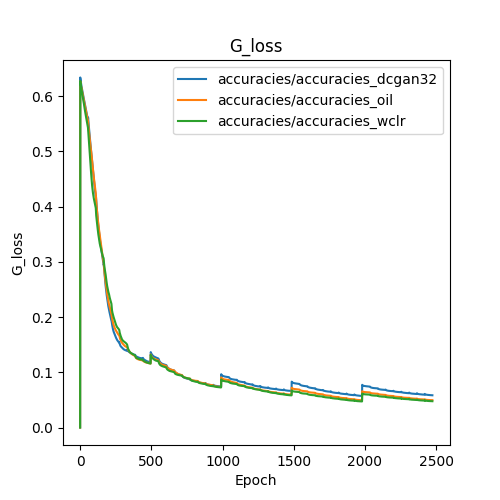 G_loss
accuracies/accuracies_dcgan32
accuracies/accuracies_oil
accuracies/accuracies_wclr
G_loss
0.6
0.5
0.4
0.3
0.2
0.1
0.0
0
500
1000
1500
2000
2500
Epoch